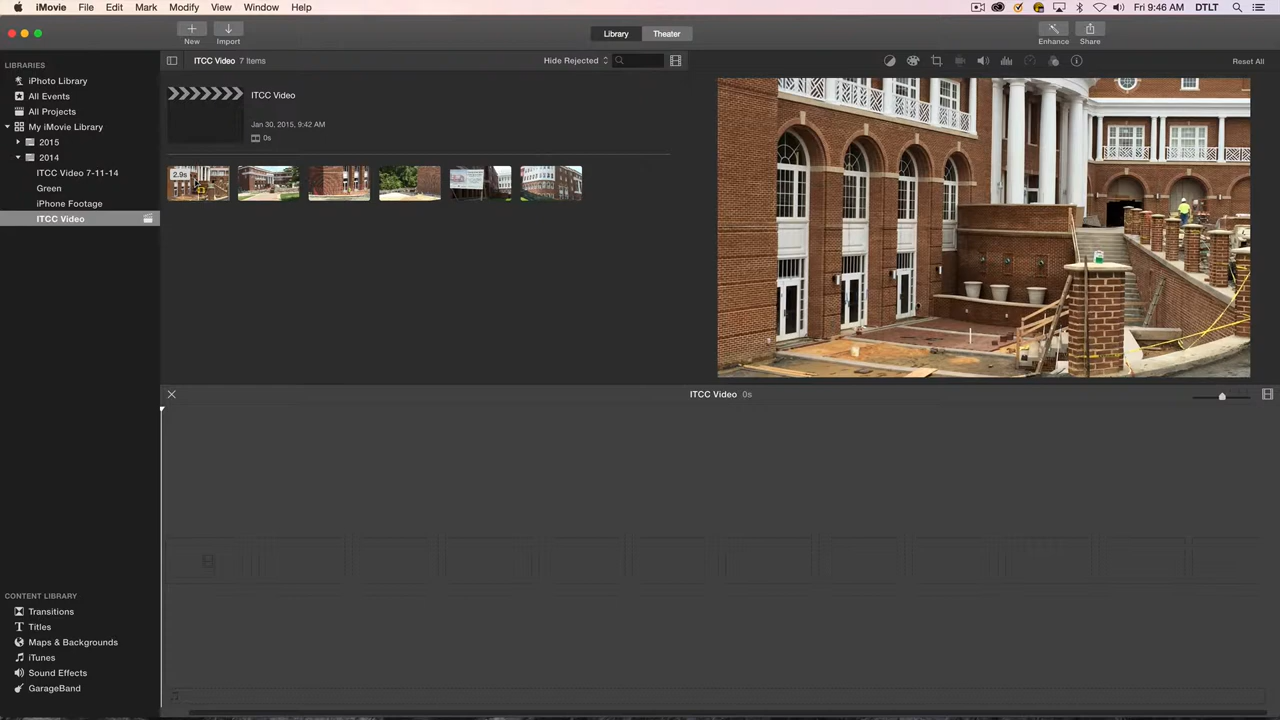 iMovie File Edit Mark Modify View Window Help
Fri 9:46 AM DTLT
New Import
Library Theater
Enhance Share
LIBRARIES
ITCC Video 7 Items
Hide Rejected
Reset All
iPhoto Library
All Events
All Projects
My iMovie Library
2015
2014
ITCC Video 7-11-14
Green
iPhone Footage
ITCC Video
ITCC Video
Jan 30, 2015, 9:42 AM
0s
2.9s
ITCC Video 0s
CONTENT LIBRARY
Transitions
Titles
Maps & Backgrounds
iTunes
Sound Effects
GarageBand